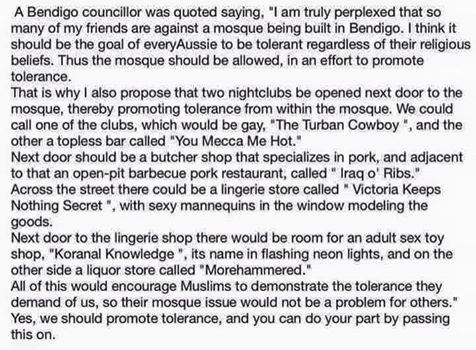 A Bendigo councillor was quoted saying, "I am truly perplexed that so
many of my friends are against a mosque being built in Bendigo. I think it
should be the goal of everyAussie to be tolerant regardless of their religious
beliefs. Thus the mosque should be allowed, in an effort to promote
tolerance.
That is why I also propose that two nightclubs be opened next door to the
mosque, thereby promoting tolerance from within the mosque. We could
call one of the clubs, which would be gay, "The Turban Cowboy ", and the
other a topless bar called "You Mecca Me Hot."
Next door should be a butcher shop that specializes in pork, and adjacent
to that an open-pit barbecue pork restaurant, called " Iraq o' Ribs."
Across the street there could be a lingerie store called " Victoria Keeps
Nothing Secret ", with sexy mannequins in the window modeling the
goods.
Next door to the lingerie shop there would be room for an adult sex toy
shop, "Koranal Knowledge ", its name in flashing neon lights, and on the
other side a liquor store called "Morehammered."
All of this would encourage Muslims to demonstrate the tolerance they
demand of us, so their mosque issue would not be a problem for others."
Yes, we should promote tolerance, and you can do your part by passing
this on.